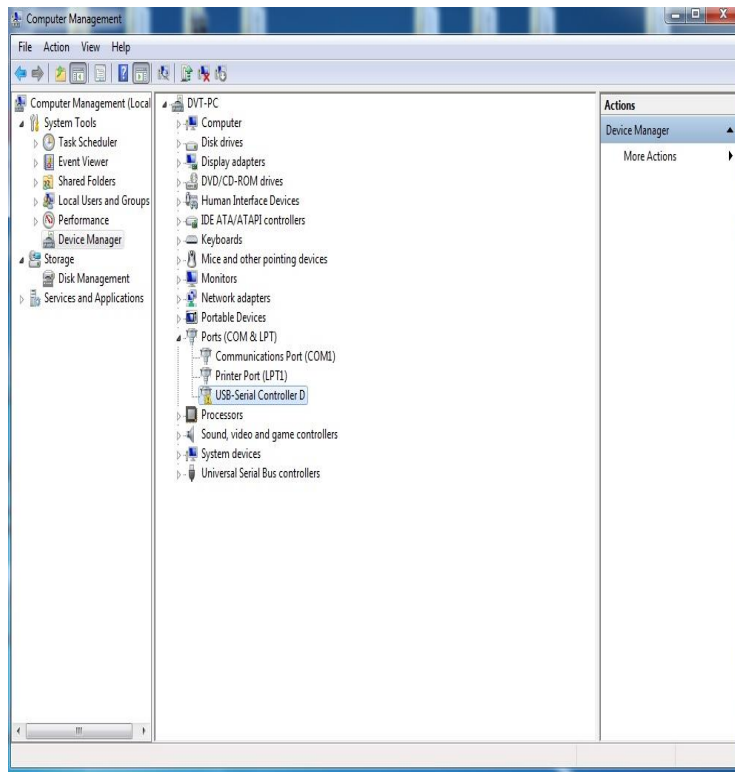 Computer Management
File Action View Help
Computer Management (Local
System Tools
Task Scheduler
Event Viewer
Shared Folders
Local Users and Groups
Performance
Device Manager
Storage
Disk Management
Services and Applications
DVT-PC
Computer
Disk drives
Display adapters
DVD/CD-ROM drives
Human Interface Devices
IDE ATA/ATAPI controllers
Keyboards
Mice and other pointing devices
Monitors
Network adapters
Portable Devices
Ports (COM & LPT)
Communications Port (COM1)
Printer Port (LPT1)
USB-Serial Controller D
Processors
Sound, video and game controllers
System devices
Universal Serial Bus controllers
Actions
Device Manager
More Actions